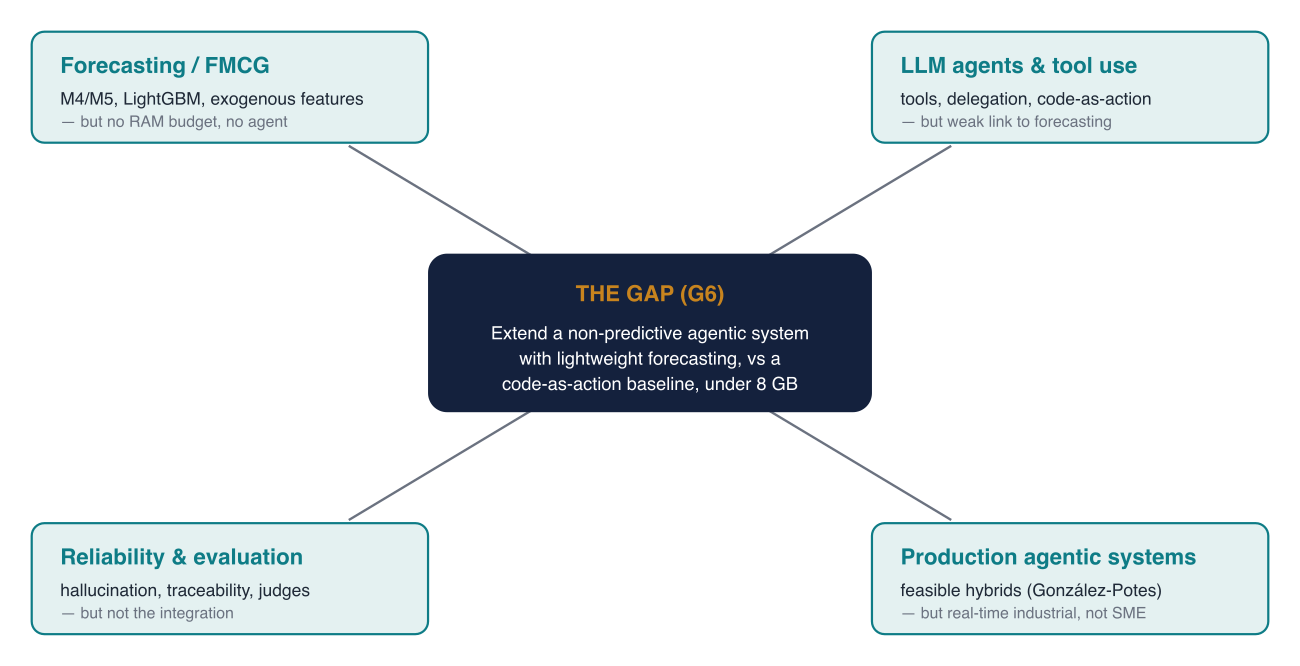 Forecasting / FMCG
M4/M5, LightGBM, exogenous features
— but no RAM budget, no agent
LLM agents & tool use
tools, delegation, code-as-action
— but weak link to forecasting
THE GAP (G6)
Extend a non-predictive agentic system
with lightweight forecasting, vs a
code-as-action baseline, under 8 GB
Reliability & evaluation
hallucination, traceability, judges
— but not the integration
Production agentic systems
feasible hybrids (González-Potes)
— but real-time industrial, not SME